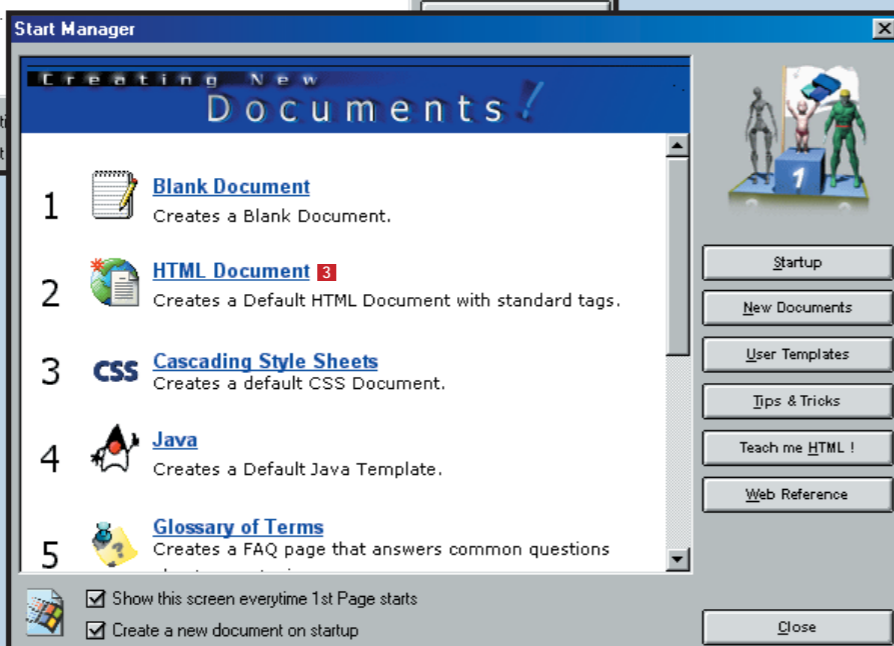 Start Manager
Creating New
Documents!
1
Blank Document
Creates a Blank Document.
2
HTML Document 3
Creates a Default HTML Document with standard tags.
3
CSS
Cascading Style Sheets
Creates a default CSS Document.
4
Java
Creates a Default Java Template.
5
Glossary of Terms
Creates a FAQ page that answers common questions
1
Startup
New Documents
User Templates
Tips & Tricks
Teach me HTML !
Web Reference
Show this screen everytime 1st Page starts
Create a new document on startup
Close